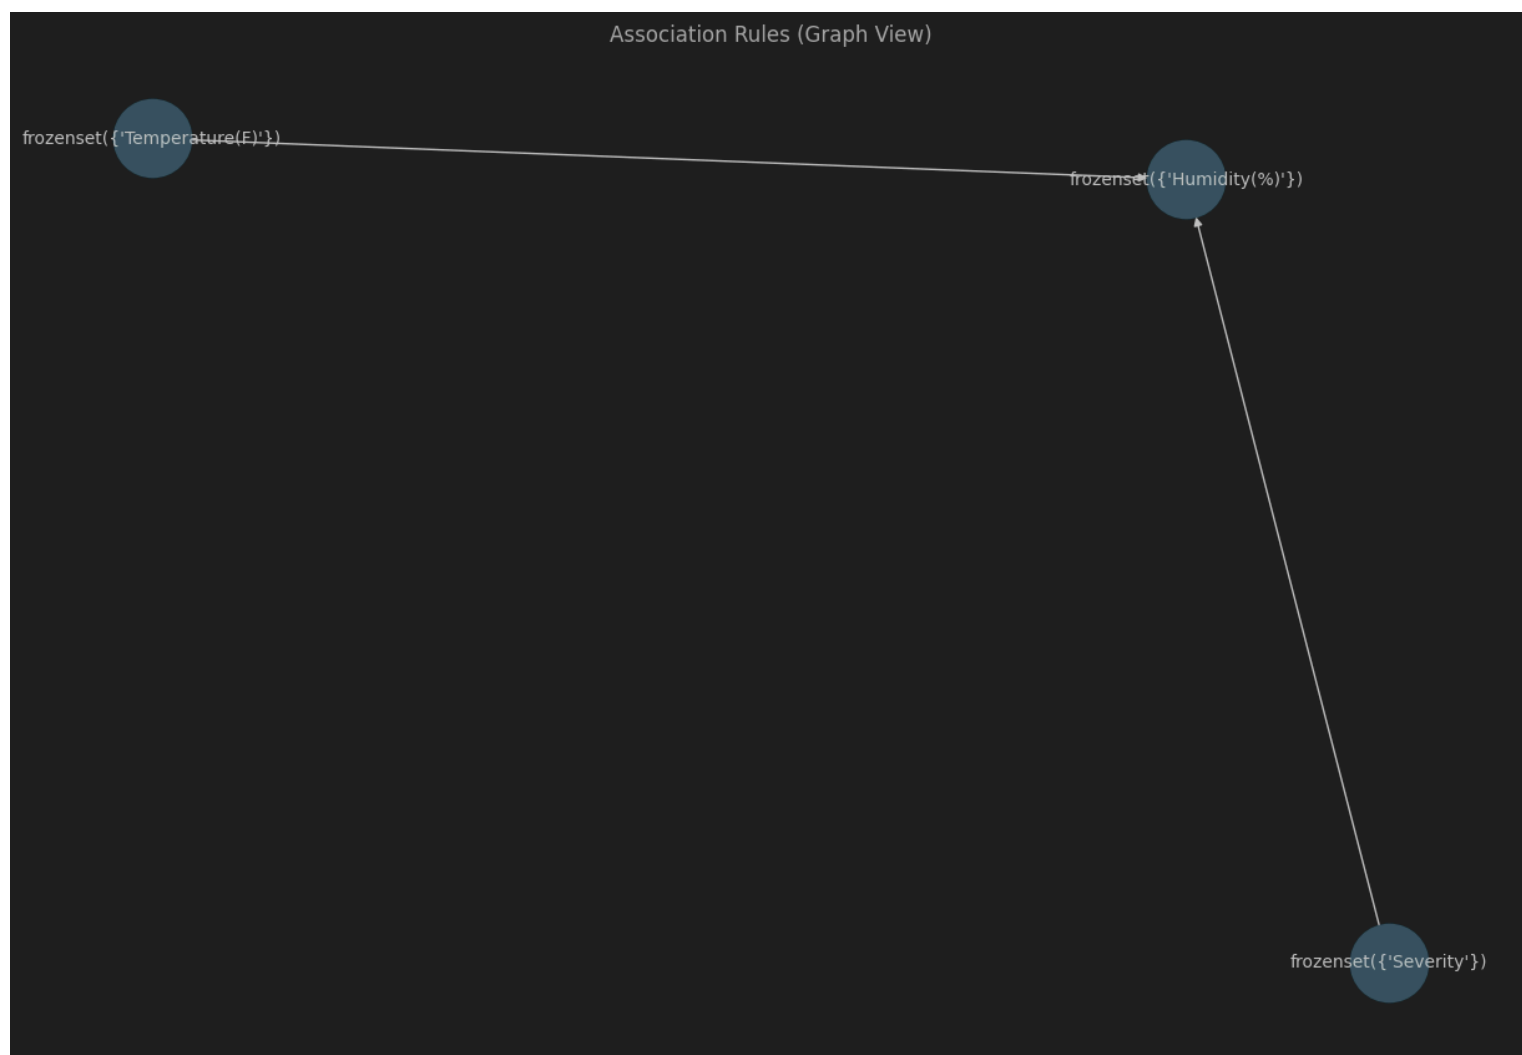 Association Rules (Graph View)
frozenset({'Temperature(F)'})
frozenset({'Humidity(%)'})
frozenset({'Severity'})